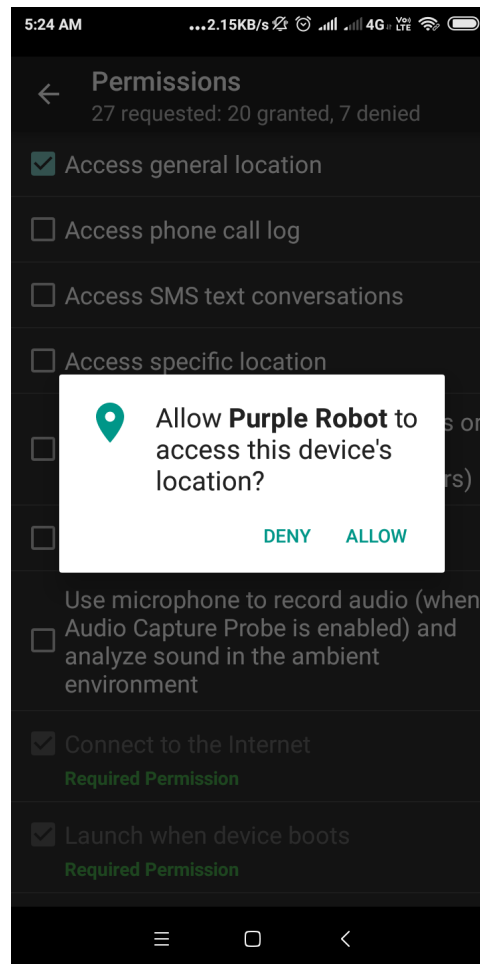 5:24 AM ...2.15KB/s 4G VoLTE
Permissions
27 requested: 20 granted, 7 denied
Access general location
Access phone call log
Access SMS text conversations
Access specific location
Allow Purple Robot to
access this device's
location?
DENY ALLOW
Use microphone to record audio (when
Audio Capture Probe is enabled) and
analyze sound in the ambient
environment
Connect to the Internet
Required Permission
Launch when device boots
Required Permission